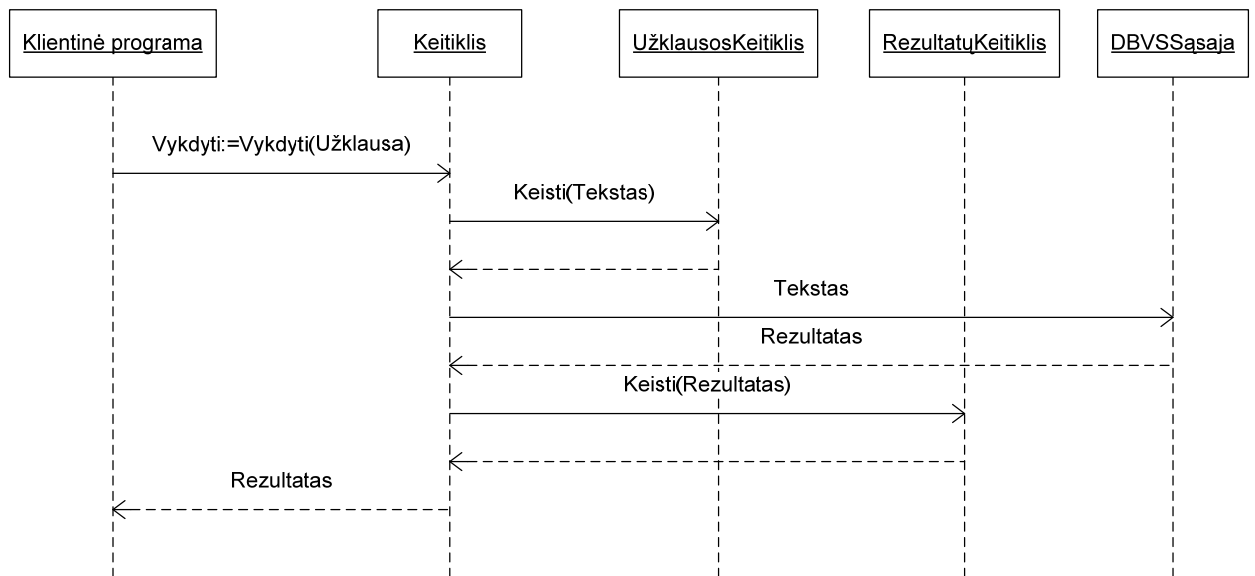 Klientinė programa
Keitiklis
UžklausosKeitiklis
RezultatųKeitiklis
DBVSSąsaja
Vykdyti:=Vykdyti(Užklausa)
Keisti(Tekstas)
Tekstas
Rezultatas
Keisti(Rezultatas)
Rezultatas